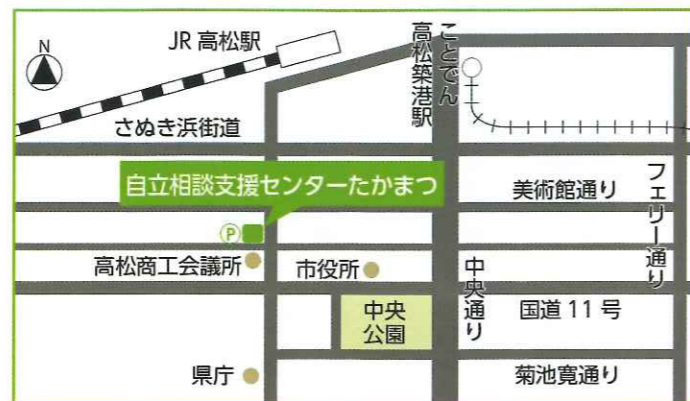 N
JR 高松駅
ことでん
高松築港駅
さぬき浜街道
自立相談支援センターたかまつ
美術館通り
フェリー通り
P
高松商工会議所
市役所
中央通り
中央
公園
国道 11 号
県庁
菊池寛通り